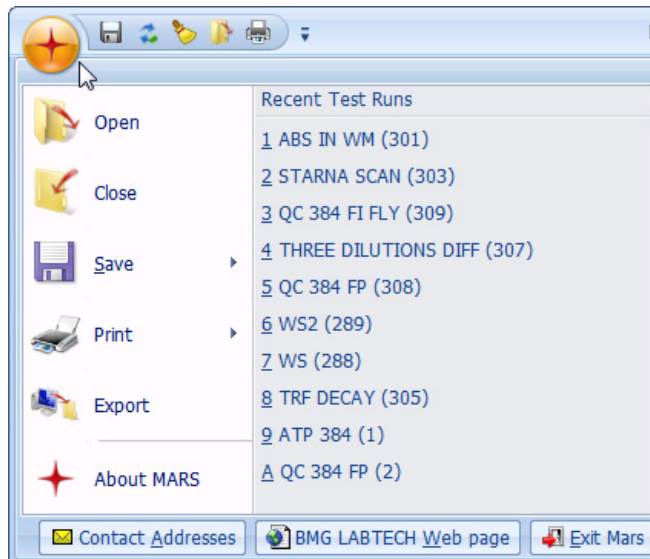 Open
Close
Save
Print
Export
About MARS
Recent Test Runs
1 ABS IN WM (301)
2 STARNA SCAN (303)
3 QC 384 FI FLY (309)
4 THREE DILUTIONS DIFF (307)
5 QC 384 FP (308)
6 WS2 (289)
7 WS (288)
8 TRF DECAY (305)
9 ATP 384 (1)
A QC 384 FP (2)
Contact Addresses
BMG LABTECH Web page
Exit Mars